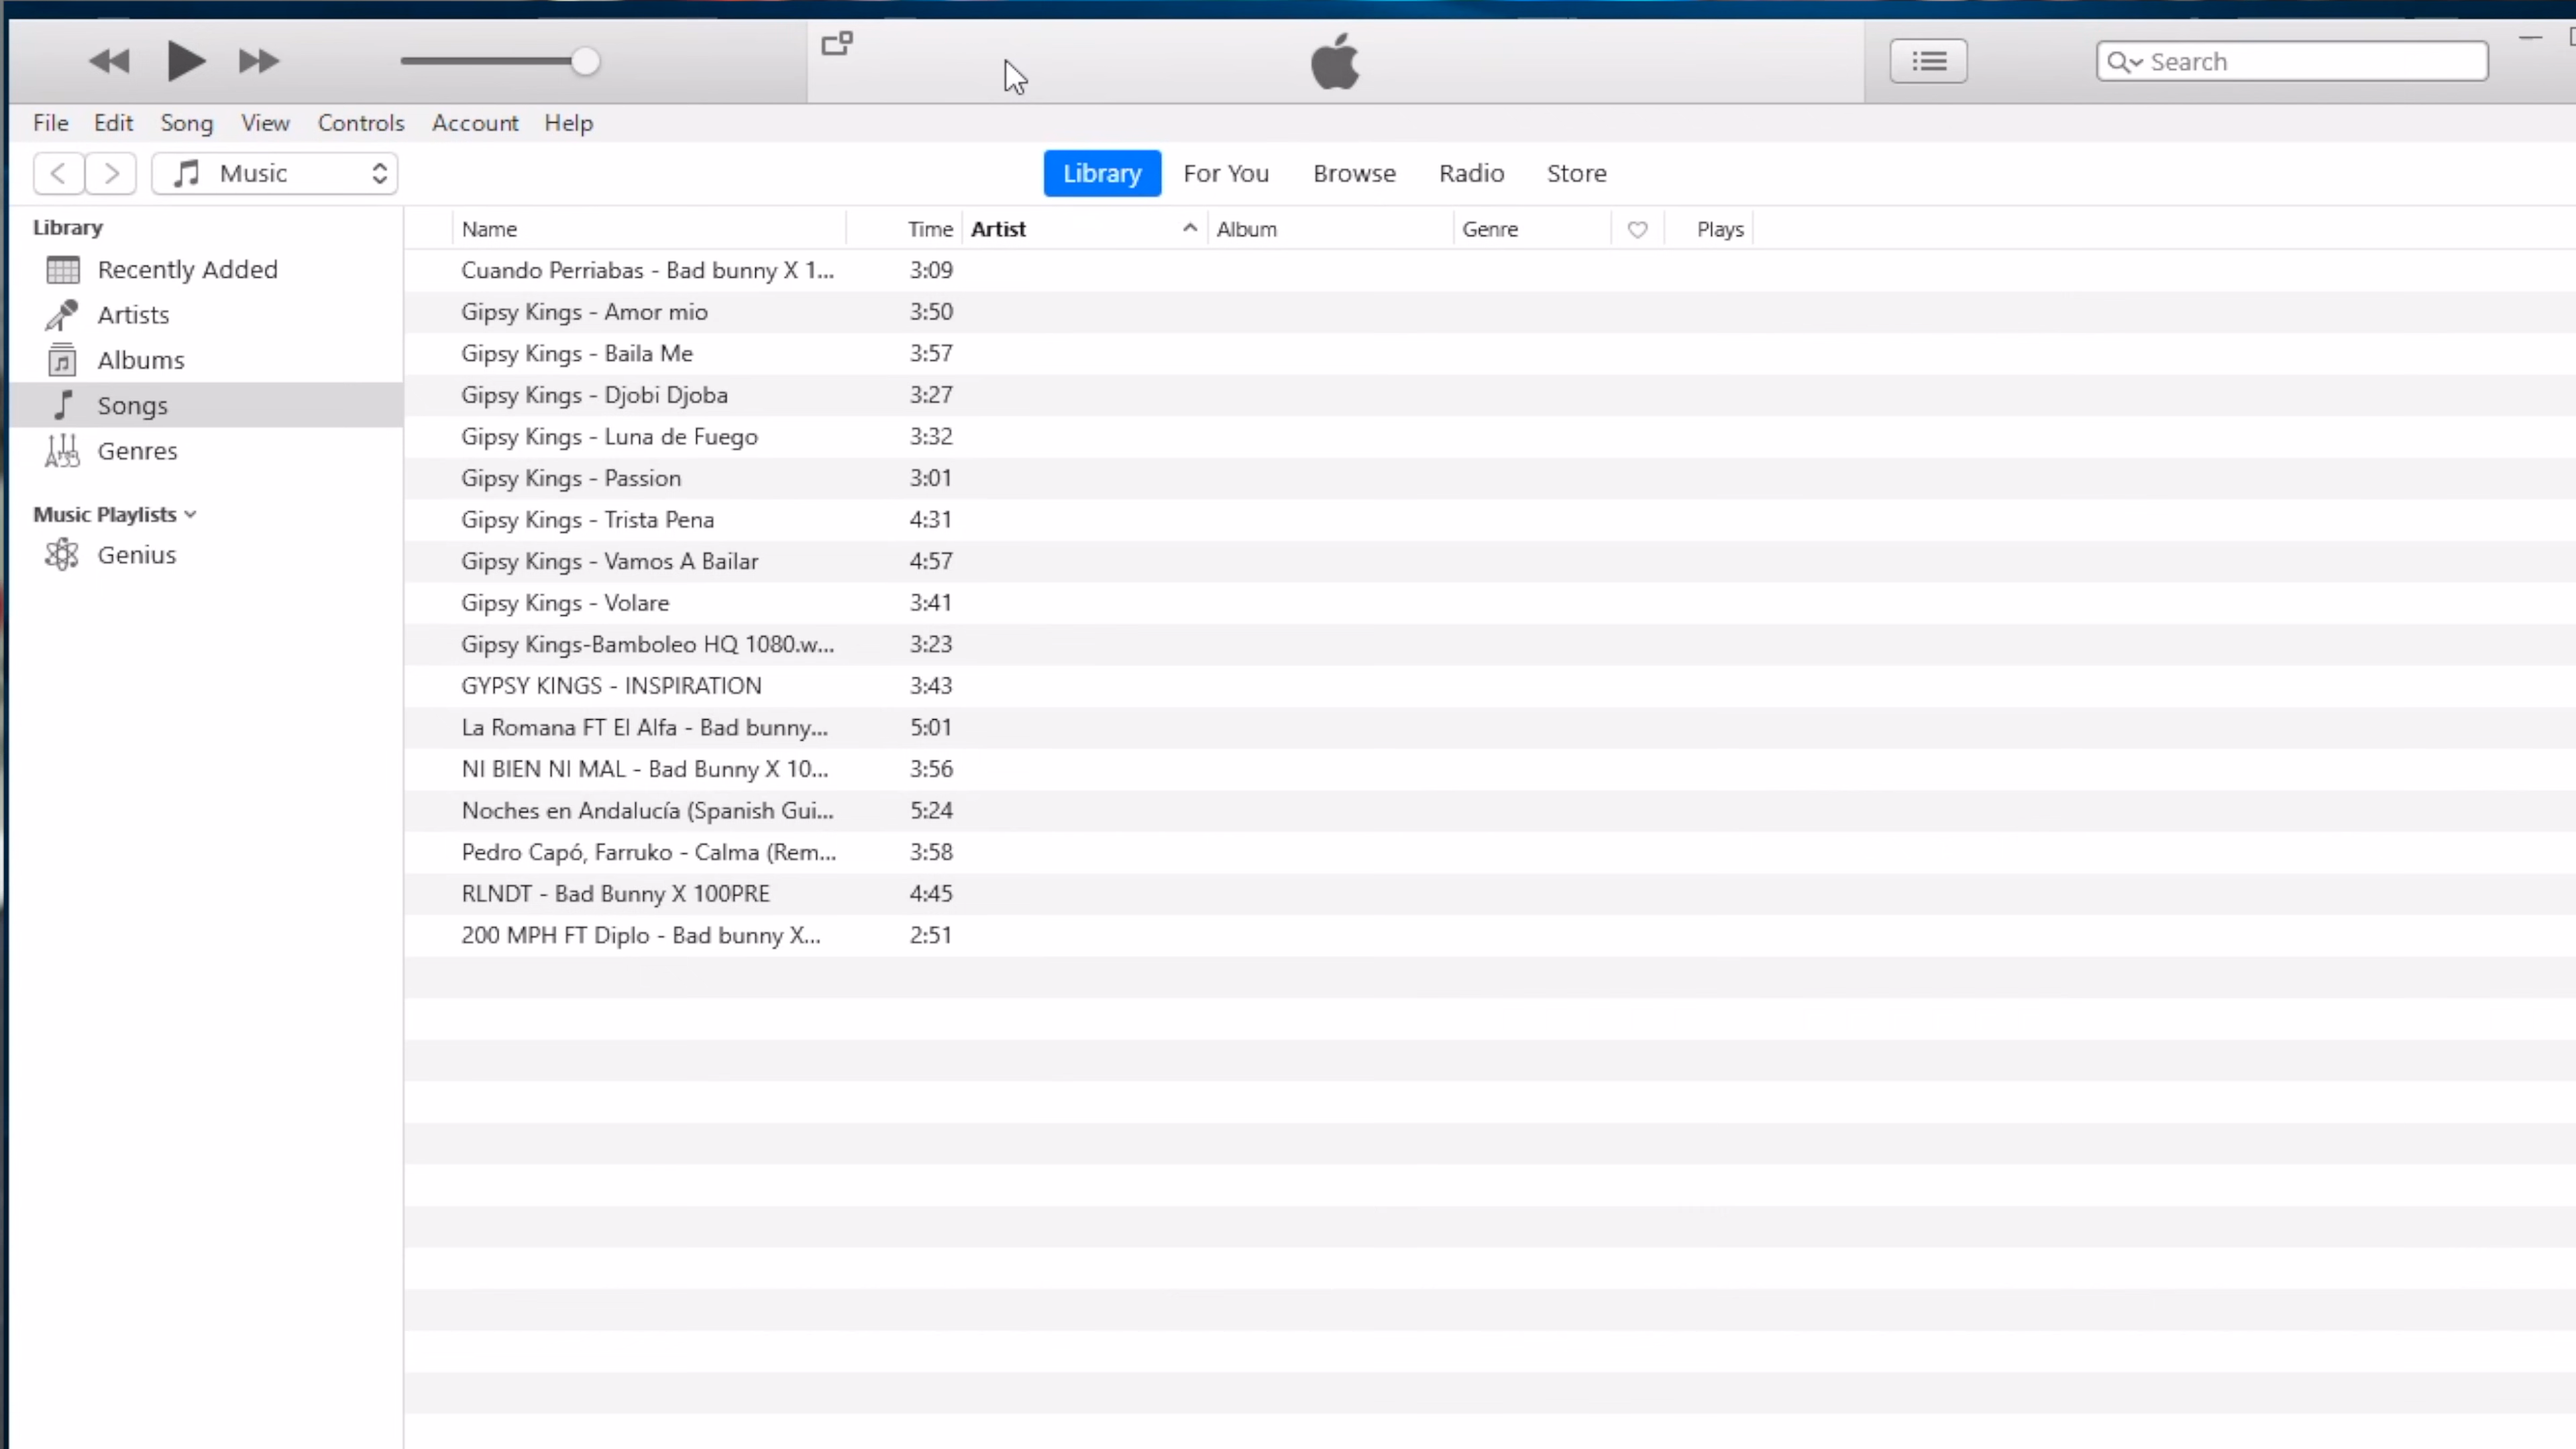 Search
File Edit Song View Controls Account Help
Music Library For You Browse Radio Store
Library
Recently Added
Artists
Albums
Songs
Genres
Music Playlists
Genius
Name Time Artist Album Genre Plays
Cuando Perriabas - Bad bunny X 1... 3:09
Gipsy Kings - Amor mio 3:50
Gipsy Kings - Baila Me 3:57
Gipsy Kings - Djobi Djoba 3:27
Gipsy Kings - Luna de Fuego 3:32
Gipsy Kings - Passion 3:01
Gipsy Kings - Trista Pena 4:31
Gipsy Kings - Vamos A Bailar 4:57
Gipsy Kings - Volare 3:41
Gipsy Kings-Bamboleo HQ 1080.w... 3:23
GYPSY KINGS - INSPIRATION 3:43
La Romana FT El Alfa - Bad bunny... 5:01
NI BIEN NI MAL - Bad Bunny X 10... 3:56
Noches en Andalucía (Spanish Gui... 5:24
Pedro Capó, Farruko - Calma (Rem... 3:58
RLNDT - Bad Bunny X 100PRE 4:45
200 MPH FT Diplo - Bad bunny X... 2:51